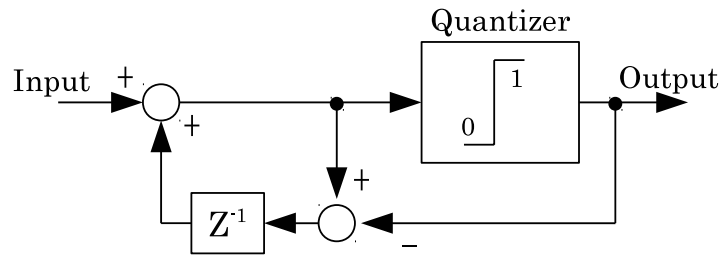 Quantizer
Input
+
+
0
1
Output
+
Z⁻¹
−